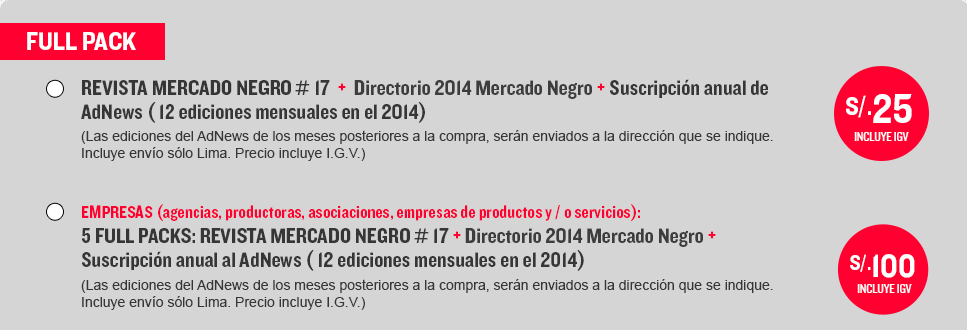 FULL PACK
REVISTA MERCADO NEGRO # 17 + Directorio 2014 Mercado Negro + Suscripción anual de
AdNews ( 12 ediciones mensuales en el 2014)
(Las ediciones del AdNews de los meses posteriores a la compra, serán enviados a la dirección que se indique.
Incluye envío sólo Lima. Precio incluye I.G.V.)
S/.25
INCLUYE IGV
EMPRESAS (agencias, productoras, asociaciones, empresas de productos y / o servicios):
5 FULL PACKS: REVISTA MERCADO NEGRO # 17 + Directorio 2014 Mercado Negro +
Suscripción anual al AdNews ( 12 ediciones mensuales en el 2014)
(Las ediciones del AdNews de los meses posteriores a la compra, serán enviados a la dirección que se indique.
Incluye envío sólo Lima. Precio incluye I.G.V.)
S/.100
INCLUYE IGV